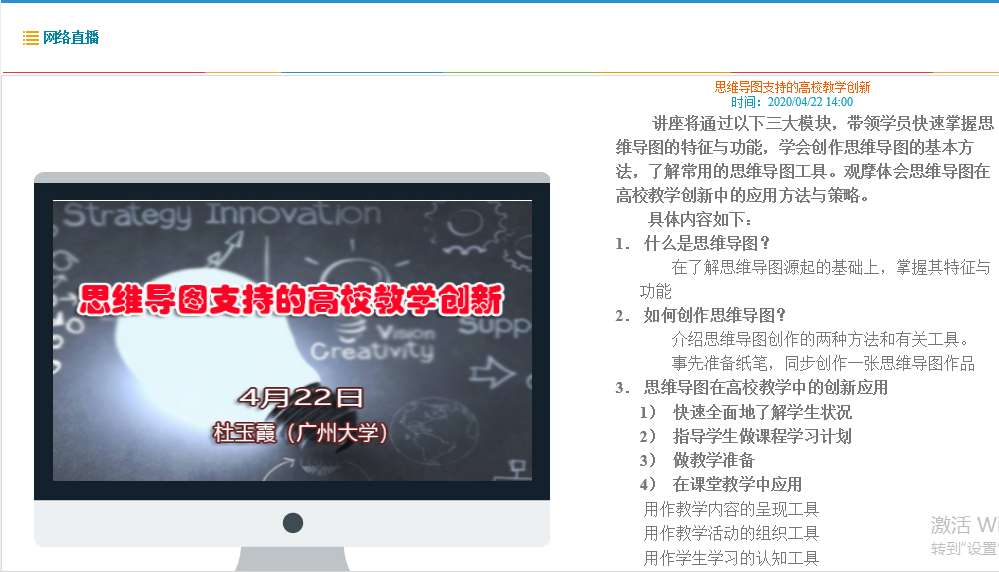 网络直播
Strategy Innovation
思维导图支持的高校教学创新
Supp
Vision
Creativity
4月22日
杜玉霞（广州大学）
思维导图支持的高校教学创新
时间：2020/04/22 14:00
讲座将通过以下三大模块，带领学员快速掌握思
维导图的特征与功能，学会创作思维导图的基本方
法，了解常用的思维导图工具。观摩体会思维导图在
高校教学创新中的应用方法与策略。
具体内容如下：
1. 什么是思维导图？
在了解思维导图源起的基础上，掌握其特征与
功能
2. 如何创作思维导图？
介绍思维导图创作的两种方法和有关工具。
事先准备纸笔，同步创作一张思维导图作品
3. 思维导图在高校教学中的创新应用
1） 快速全面地了解学生状况
2） 指导学生做课程学习计划
3） 做教学准备
4） 在课堂教学中应用
用作教学内容的呈现工具
用作教学活动的组织工具
用作学生学习的认知工具
激活 Wi
转到“设置”